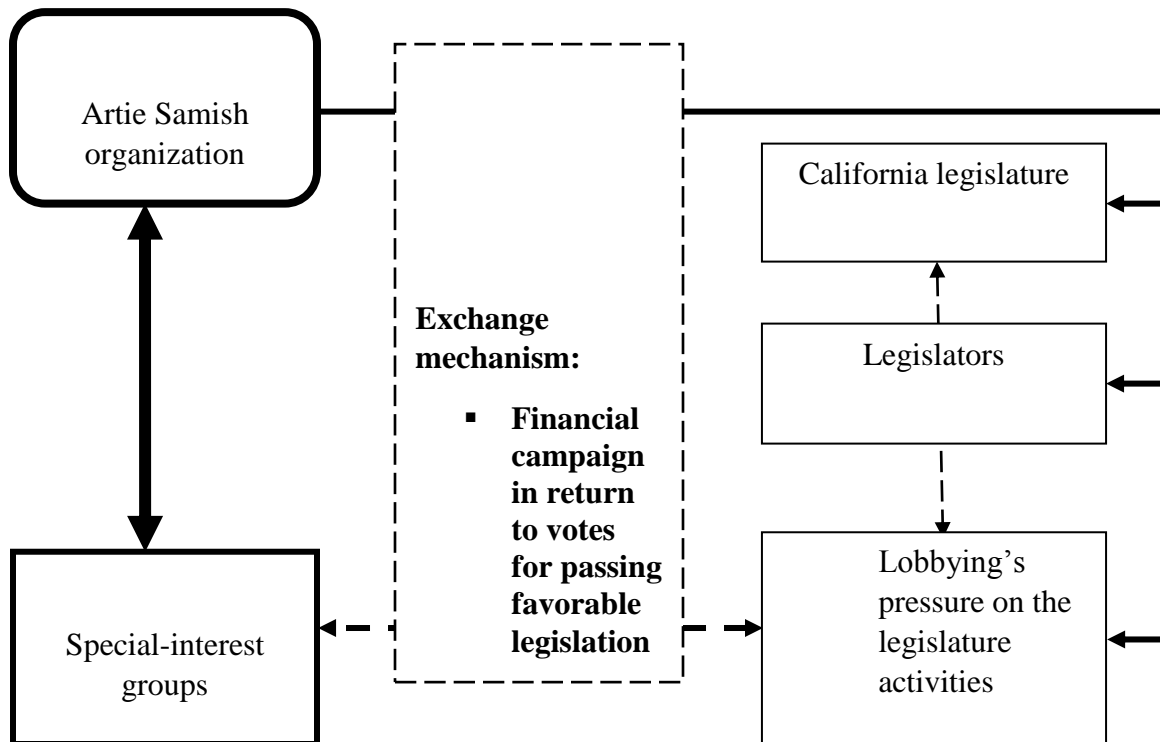 Artie Samish
organization
Exchange
mechanism:
▪ Financial
campaign
in return
to votes
for passing
favorable
legislation
California legislature
Legislators
Special-interest
groups
Lobbying’s
pressure on the
legislature
activities